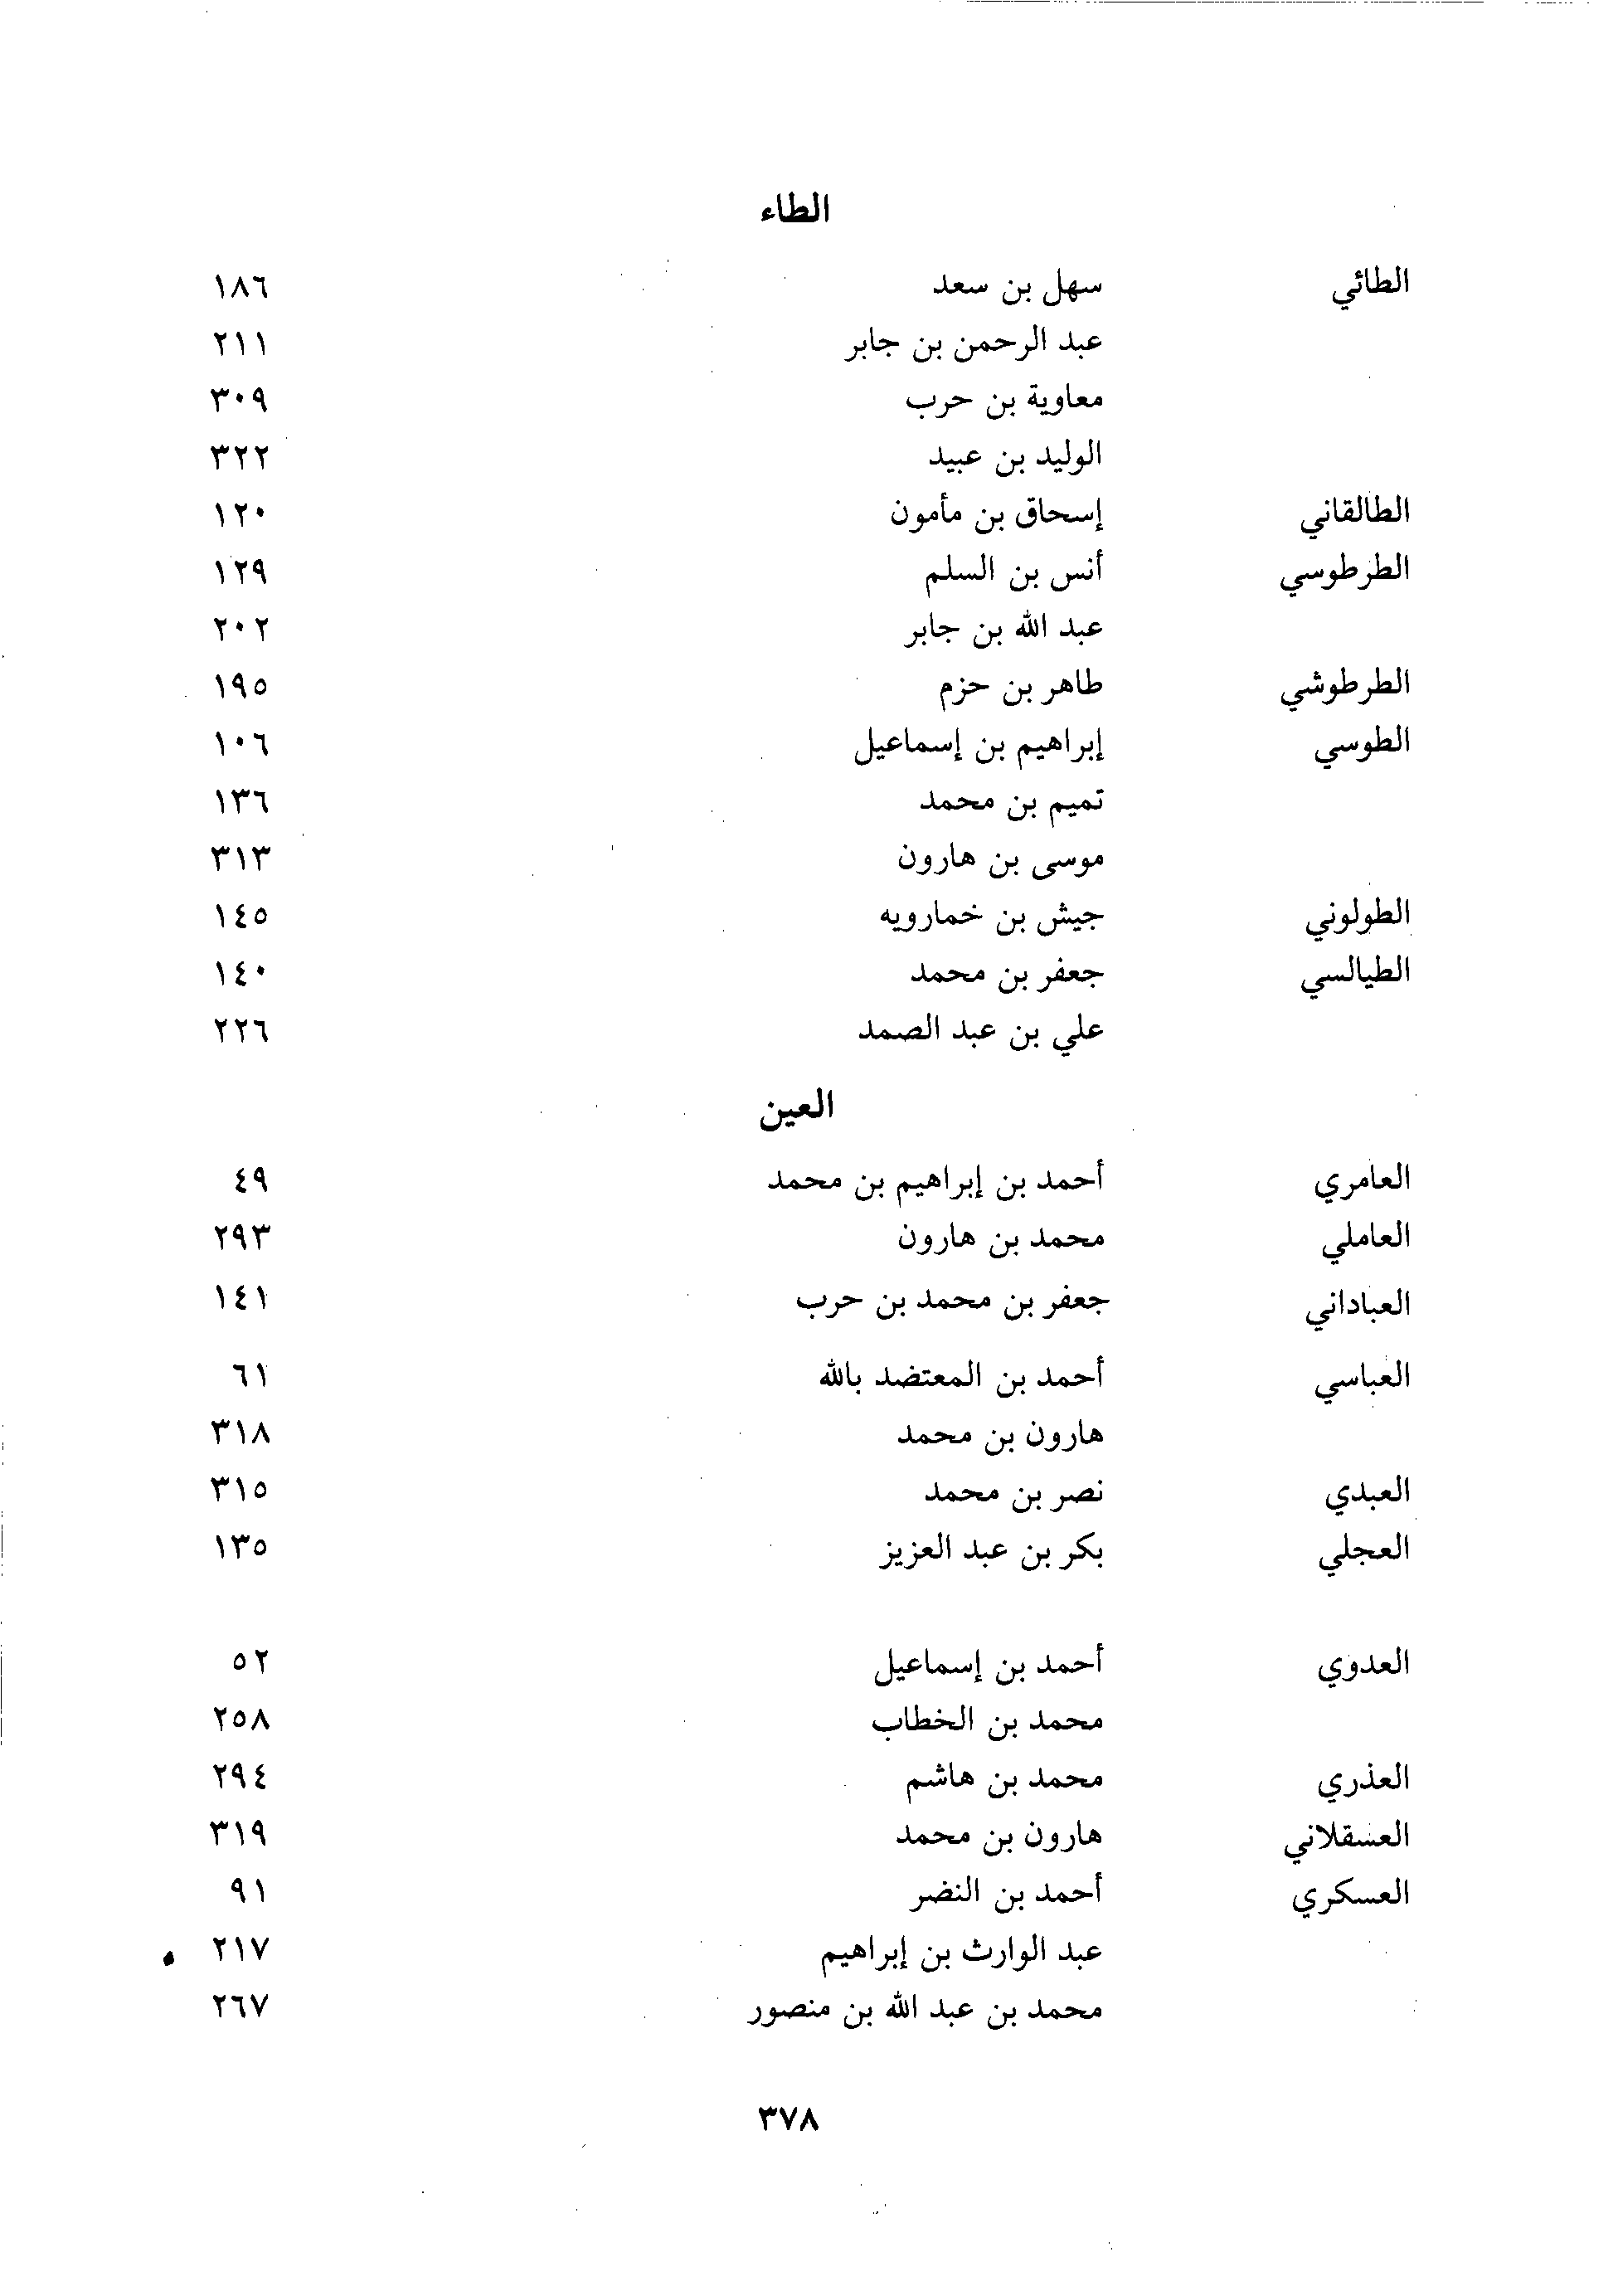 الطاء
الطائي سهل بن سعد ١٨٦
عبد الرحمن بن جابر ٢١١
معاوية بن حرب ٣٠٩
الوليد بن عبيد ٣٢٢
الطالقاني إسحاق بن مأمون ١٢٠
الطرطوسي أنس بن السلم ١٢٩
عبد الله بن جابر ٢٠٢
الطرطوشي طاهر بن حزم ١٩٥
الطوسي إبراهيم بن إسماعيل ١٠٦
تميم بن محمد ١٣٦
موسى بن هارون ٣١٣
الطولوني جيش بن خمارويه ١٤٥
الطيالسي جعفر بن محمد ١٤٠
علي بن عبد الصمد ٢٢٦
العين
العامري أحمد بن إبراهيم بن محمد ٤٩
العاملي محمد بن هارون ٢٩٣
العباداني جعفر بن محمد بن حرب ١٤١
العباسي أحمد بن المعتضد بالله ٦١
هارون بن محمد ٣١٨
العبدي نصر بن محمد ٣١٥
العجلي بكر بن عبد العزيز ١٣٥
العدوي أحمد بن إسماعيل ٥٢
محمد بن الخطاب ٢٥٨
العذري محمد بن هاشم ٢٩٤
العسقلاني هارون بن محمد ٣١٩
العسكري أحمد بن النضر ٩١
عبد الوارث بن إبراهيم ٢١٧
محمد بن عبد الله بن منصور ٢٦٧
٣٧٨